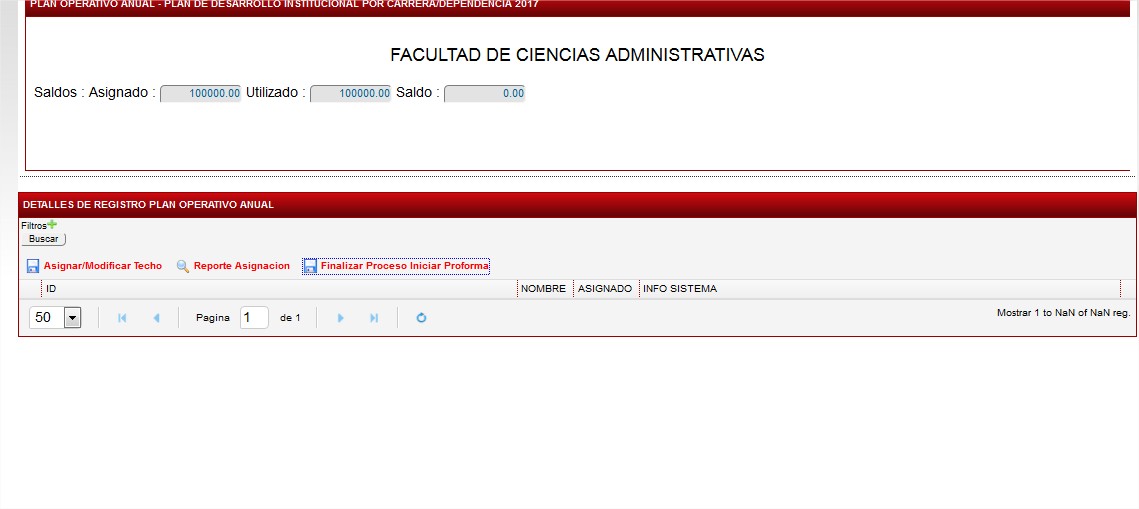 PLAN OPERATIVO ANUAL - PLAN DE DESARROLLO INSTITUCIONAL POR CARRERA/DEPENDENCIA 2017
FACULTAD DE CIENCIAS ADMINISTRATIVAS
Saldos : Asignado : 100000.00 Utilizado : 100000.00 Saldo : 0.00
DETALLES DE REGISTRO PLAN OPERATIVO ANUAL
Filtros
Buscar
Asignar/Modificar Techo Reporte Asignacion Finalizar Proceso Iniciar Proforma
ID NOMBRE ASIGNADO INFO SISTEMA
50 Pagina 1 de 1 Mostrar 1 to NaN of NaN reg.